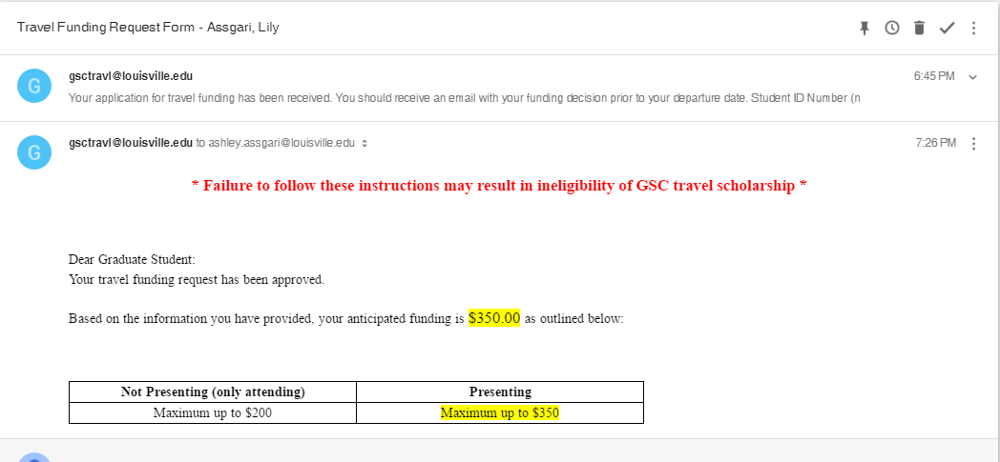 Travel Funding Request Form - Assgari, Lily
G
gsctravl@louisville.edu
6:45 PM
Your application for travel funding has been received. You should receive an email with your funding decision prior to your departure date. Student ID Number (n
G
gsctravl@louisville.edu to ashley.assgari@louisville.edu
7:26 PM
* Failure to follow these instructions may result in ineligibility of GSC travel scholarship *
Dear Graduate Student:
Your travel funding request has been approved.
Based on the information you have provided, your anticipated funding is $350.00 as outlined below:
Not Presenting (only attending) Presenting
Maximum up to $200 Maximum up to $350